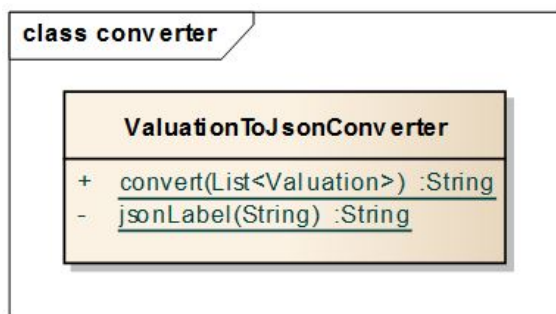 class converter
ValuationToJsonConverter
+ convert(List<Valuation>) :String
- jsonLabel(String) :String